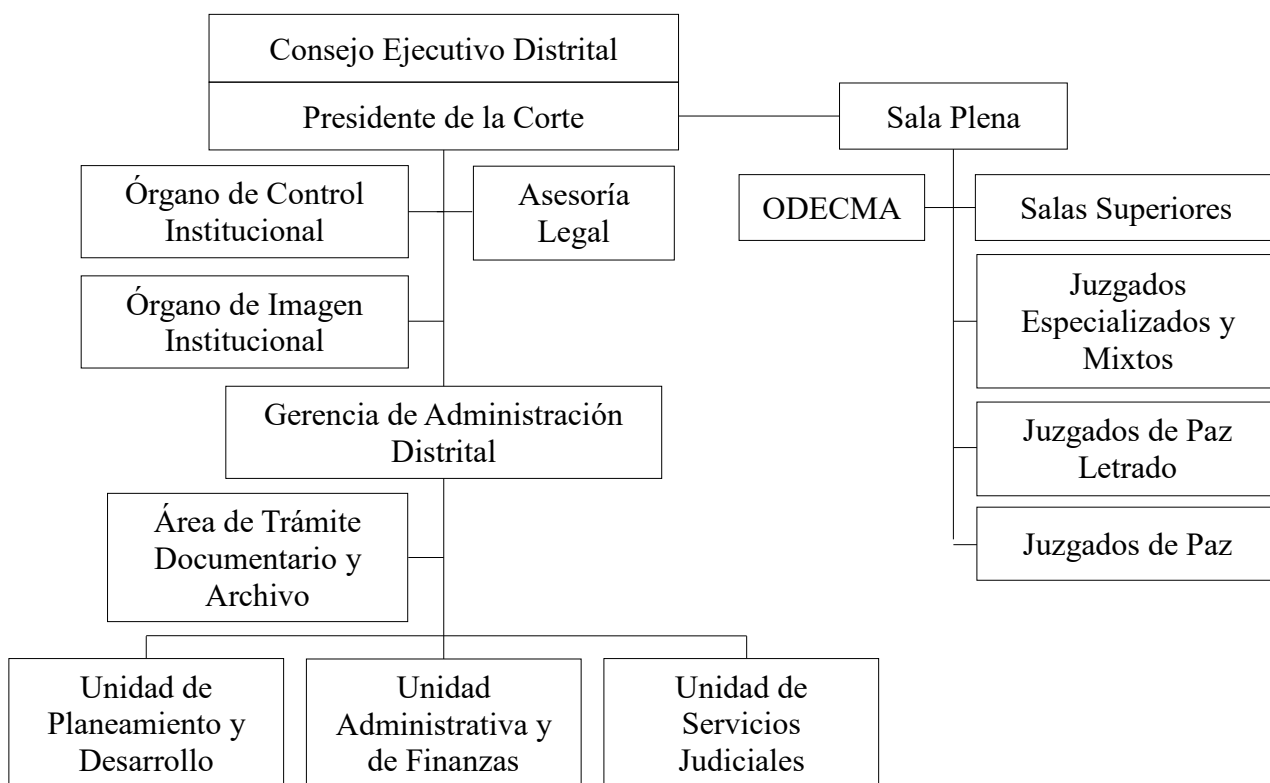 Consejo Ejecutivo Distrital
Presidente de la Corte
Sala Plena
Órgano de Control
Institucional
Asesoría
Legal
ODECMA
Salas Superiores
Órgano de Imagen
Institucional
Juzgados
Especializados y
Mixtos
Gerencia de Administración
Distrital
Juzgados de Paz
Letrado
Área de Trámite
Documentario y
Archivo
Juzgados de Paz
Unidad de
Planeamiento y
Desarrollo
Unidad
Administrativa y
de Finanzas
Unidad de
Servicios
Judiciales